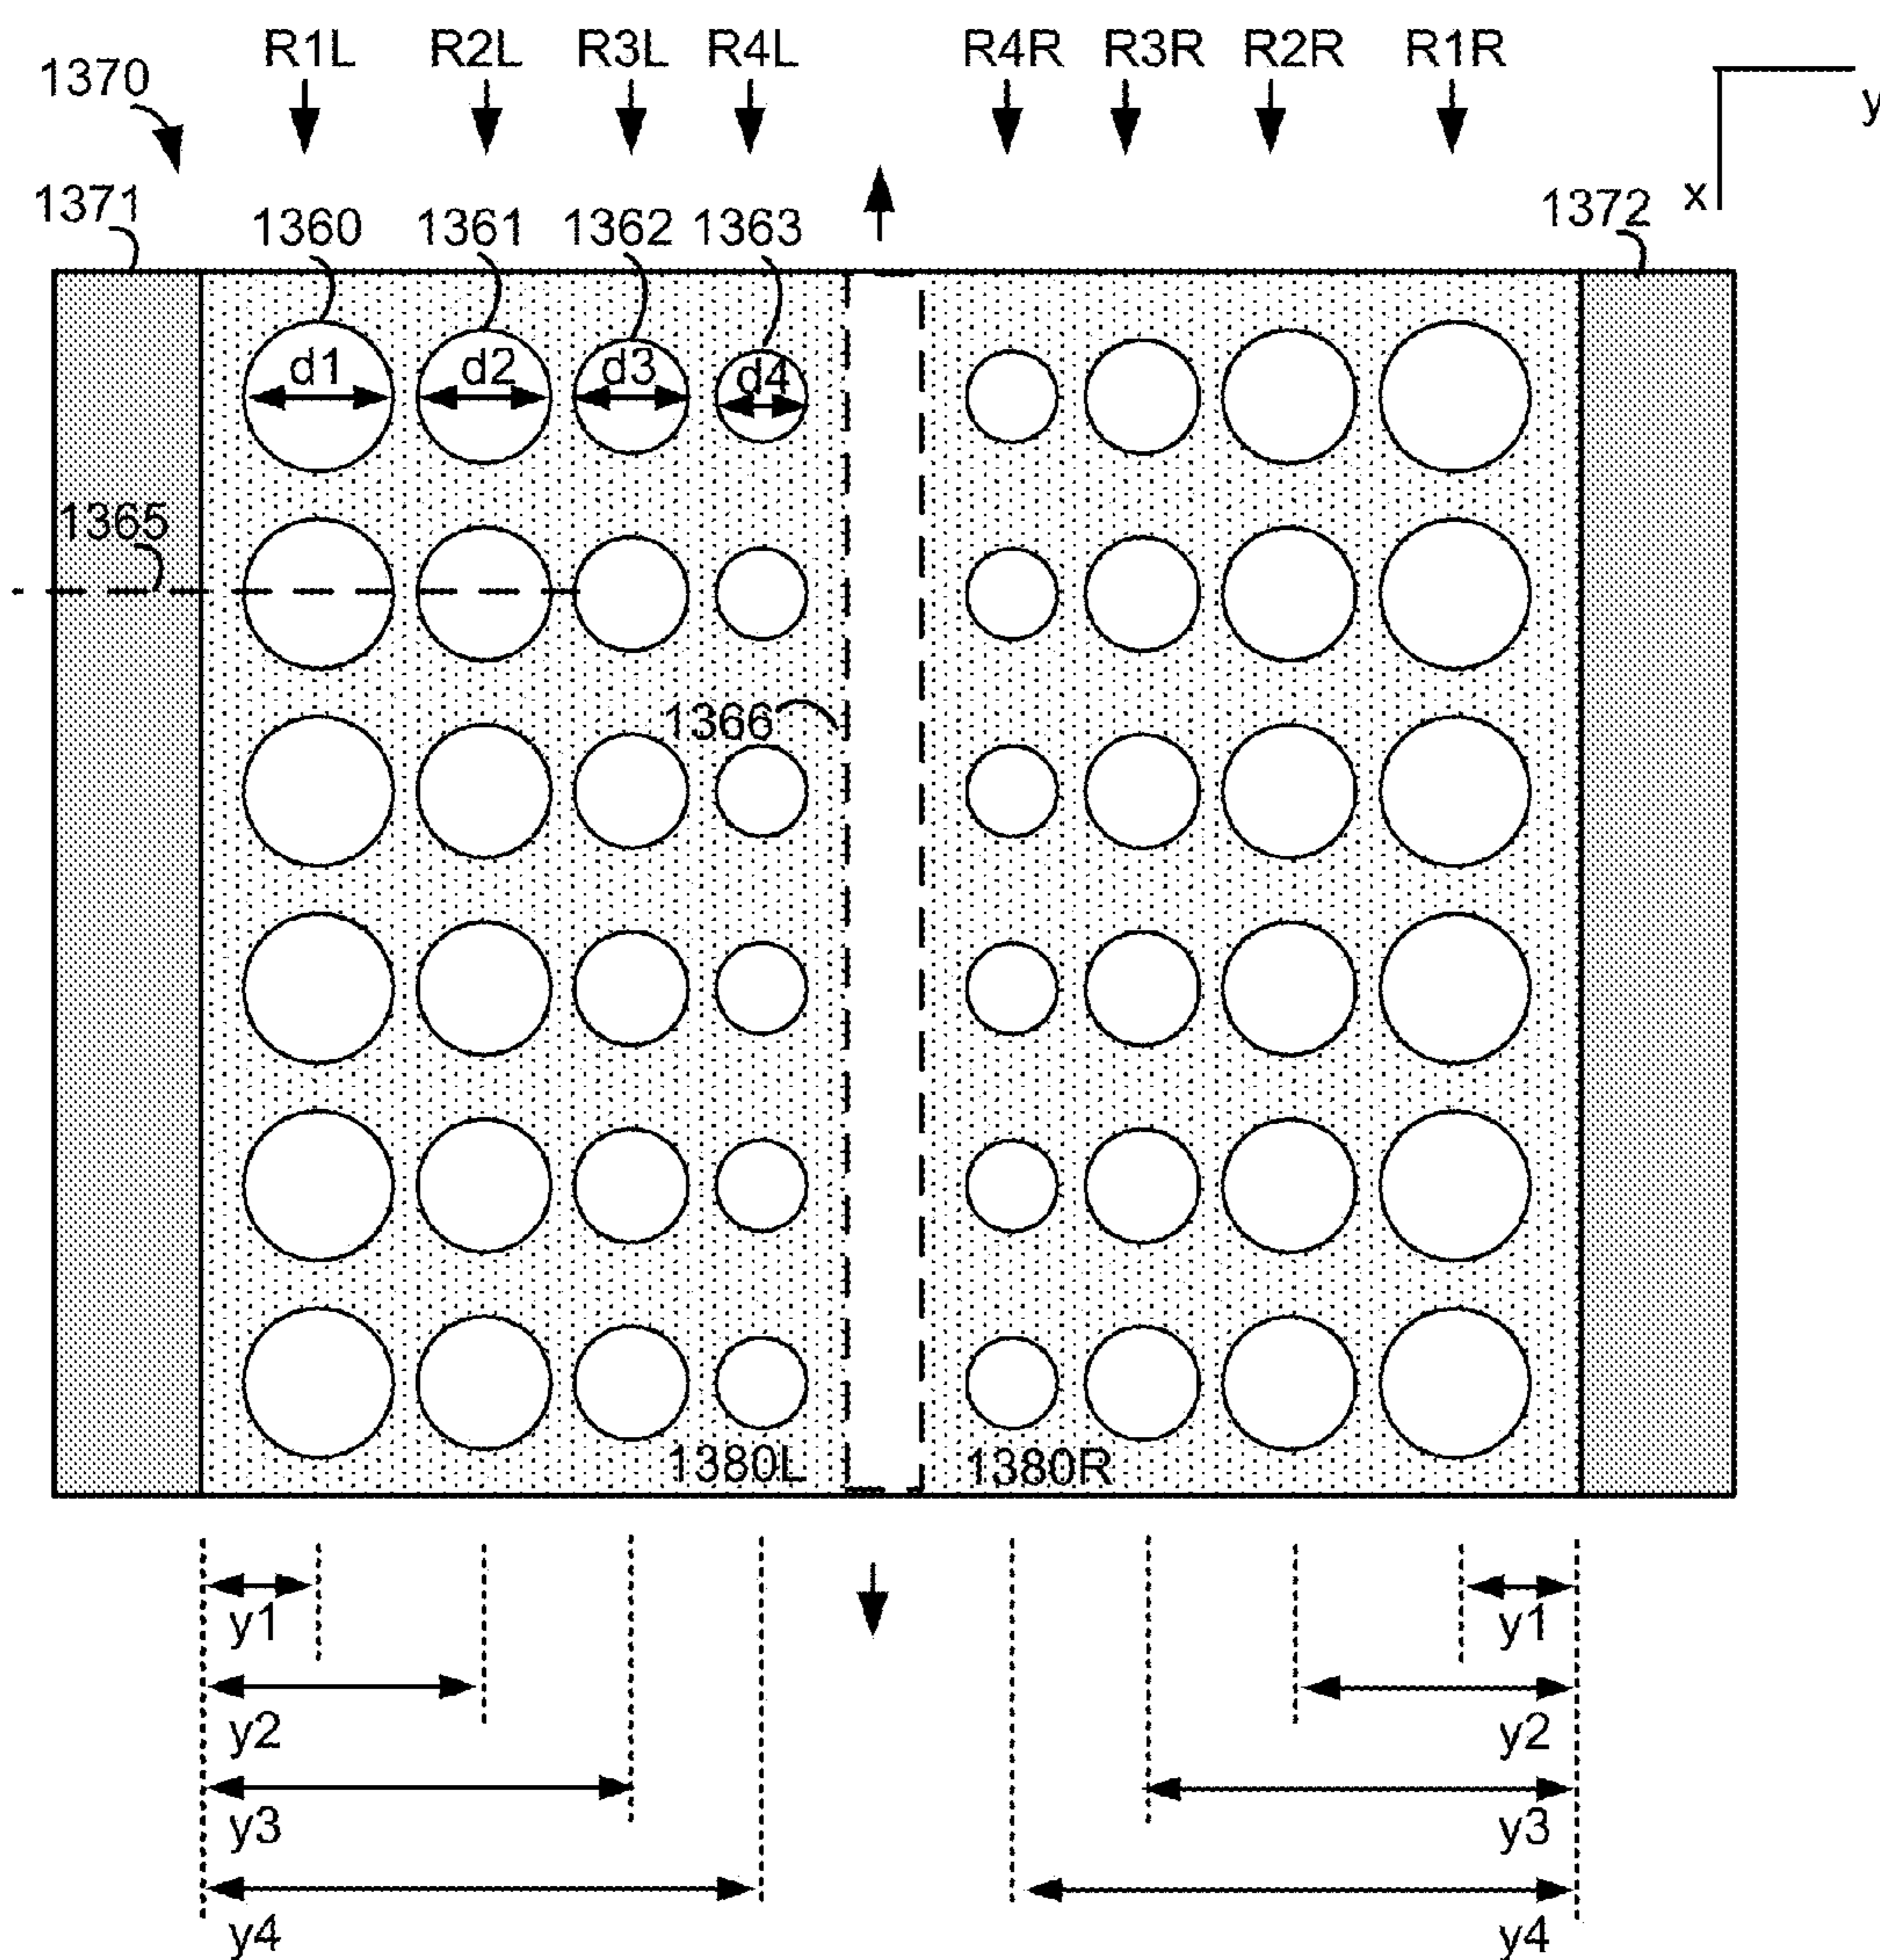 R1L R2L R3L R4L R4R R3R R2R R1R
1370
y
1371 1360 1361 1362 1363 1372 x
d1 d2 d3 d4
1365
1366
1380L 1380R
y1 y1
y2 y2
y3 y3
y4 y4